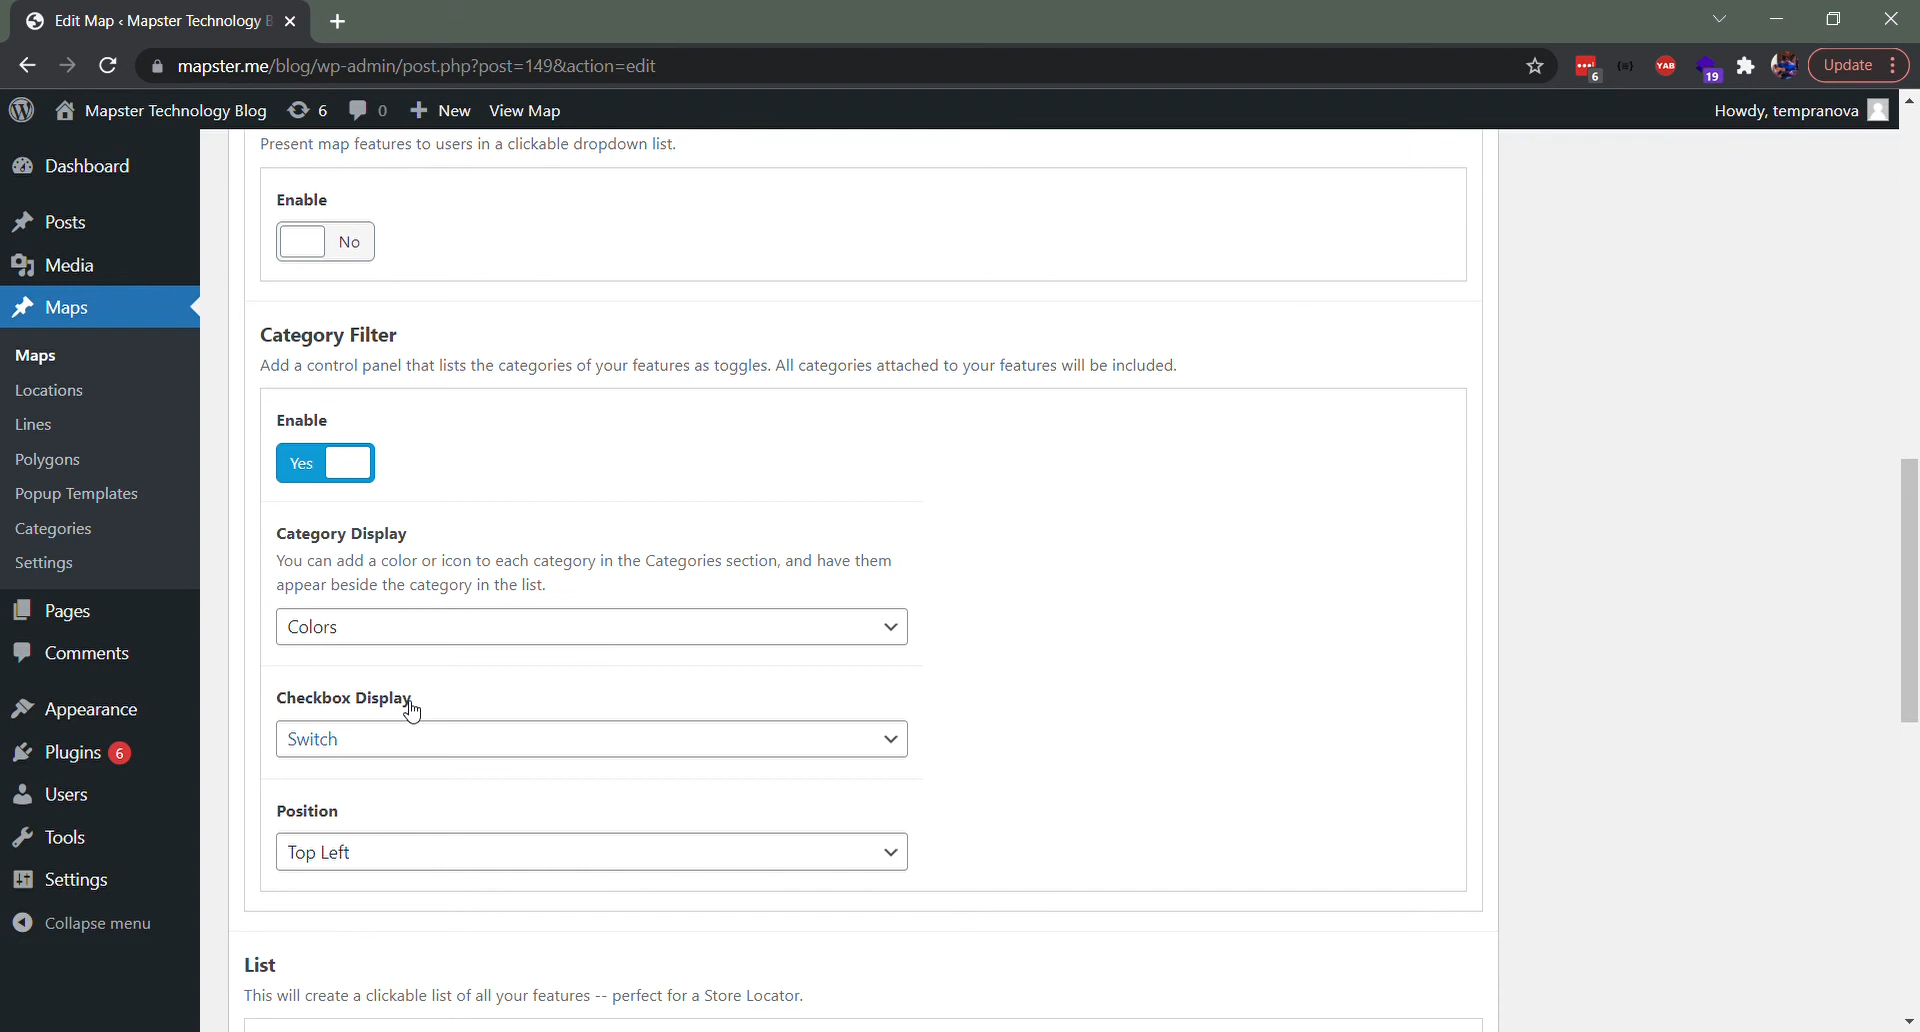 Edit Map ‹ Mapster Technology B
mapster.me/blog/wp-admin/post.php?post=149&action=edit
6
YAB
19
Update
Mapster Technology Blog
6
0
New
View Map
Howdy, tempranova
Dashboard
Posts
Media
Maps
Maps
Locations
Lines
Polygons
Popup Templates
Categories
Settings
Pages
Comments
Appearance
Plugins 6
Users
Tools
Settings
Collapse menu
Present map features to users in a clickable dropdown list.
Enable
No
Category Filter
Add a control panel that lists the categories of your features as toggles. All categories attached to your features will be included.
Enable
Yes
Category Display
You can add a color or icon to each category in the Categories section, and have them
appear beside the category in the list.
Colors
Checkbox Display
Switch
Position
Top Left
List
This will create a clickable list of all your features -- perfect for a Store Locator.